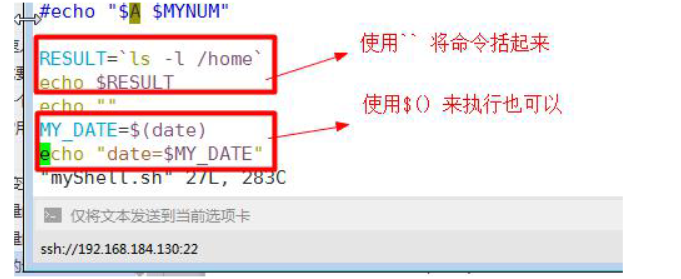 #echo "$A $MYNUM"
RESULT=`ls -l /home`
使用`` 将命令括起来
echo $RESULT
echo ""
使用$() 来执行也可以
MY_DATE=$(date)
echo "date=$MY_DATE"
"myShell.sh" 27L, 283C
仅将文本发送到当前选项卡
ssh://192.168.184.130:22